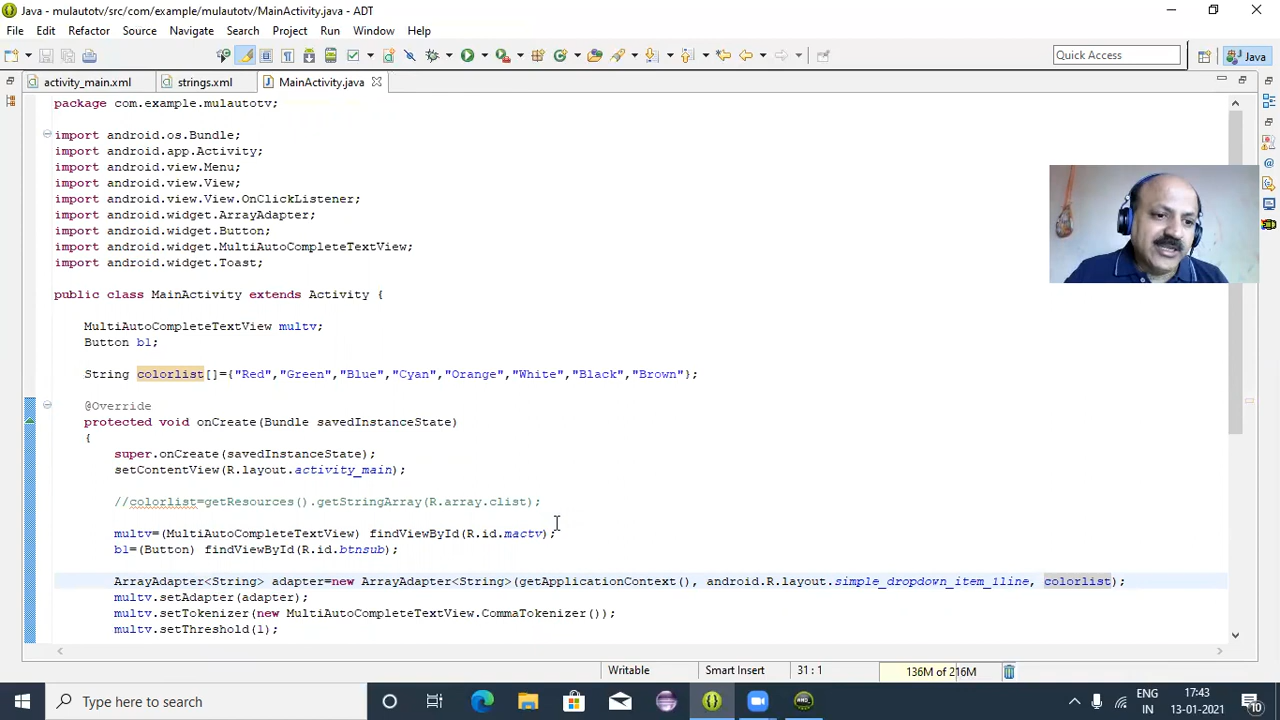 Java - mulautotv/src/com/example/mulautotv/MainActivity.java - ADT
File Edit Refactor Source Navigate Search Project Run Window Help
Quick Access
Java
activity_main.xml
strings.xml
MainActivity.java
package com.example.mulautotv;
import android.os.Bundle;
import android.app.Activity;
import android.view.Menu;
import android.view.View;
import android.view.View.OnClickListener;
import android.widget.ArrayAdapter;
import android.widget.Button;
import android.widget.MultiAutoCompleteTextView;
import android.widget.Toast;
public class MainActivity extends Activity {
MultiAutoCompleteTextView multv;
Button b1;
String colorlist[]={"Red","Green","Blue","Cyan","Orange","White","Black","Brown"};
@Override
protected void onCreate(Bundle savedInstanceState)
{
super.onCreate(savedInstanceState);
setContentView(R.layout.activity_main);
//colorlist=getResources().getStringArray(R.array.clist);
multv=(MultiAutoCompleteTextView) findViewById(R.id.mactv);
b1=(Button) findViewById(R.id.btnsub);
ArrayAdapter<String> adapter=new ArrayAdapter<String>(getApplicationContext(), android.R.layout.simple_dropdown_item_1line, colorlist);
multv.setAdapter(adapter);
multv.setTokenizer(new MultiAutoCompleteTextView.CommaTokenizer());
multv.setThreshold(1);
Writable
Smart Insert
31 : 1
136M of 216M
Type here to search
ENG
IN
17:43
13-01-2021
10